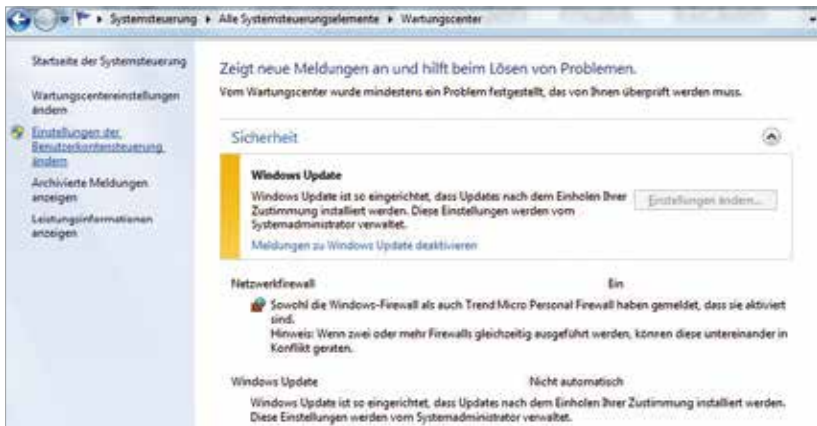 Systemsteuerung ▸ Alle Systemsteuerungselemente ▸ Wartungscenter
Startseite der Systemsteuerung
Wartungscentereinstellungen
ändern
Einstellungen der
Benutzerkontensteuerung
ändern
Archivierte Meldungen
anzeigen
Leistungsinformationen
anzeigen
Zeigt neue Meldungen an und hilft beim Lösen von Problemen.
Vom Wartungscenter wurde mindestens ein Problem festgestellt, das von Ihnen überprüft werden muss.
Sicherheit
Windows Update
Windows Update ist so eingerichtet, dass Updates nach dem Einholen Ihrer
Zustimmung installiert werden. Diese Einstellungen werden vom
Systemadministrator verwaltet.
Einstellungen ändern...
Meldungen zu Windows Update deaktivieren
Netzwerkfirewall Ein
Sowohl die Windows-Firewall als auch Trend Micro Personal Firewall haben gemeldet, dass sie aktiviert
sind.
Hinweis: Wenn zwei oder mehr Firewalls gleichzeitig ausgeführt werden, können diese untereinander in
Konflikt geraten.
Windows Update Nicht automatisch
Windows Update ist so eingerichtet, dass Updates nach dem Einholen Ihrer Zustimmung installiert werden.
Diese Einstellungen werden vom Systemadministrator verwaltet.